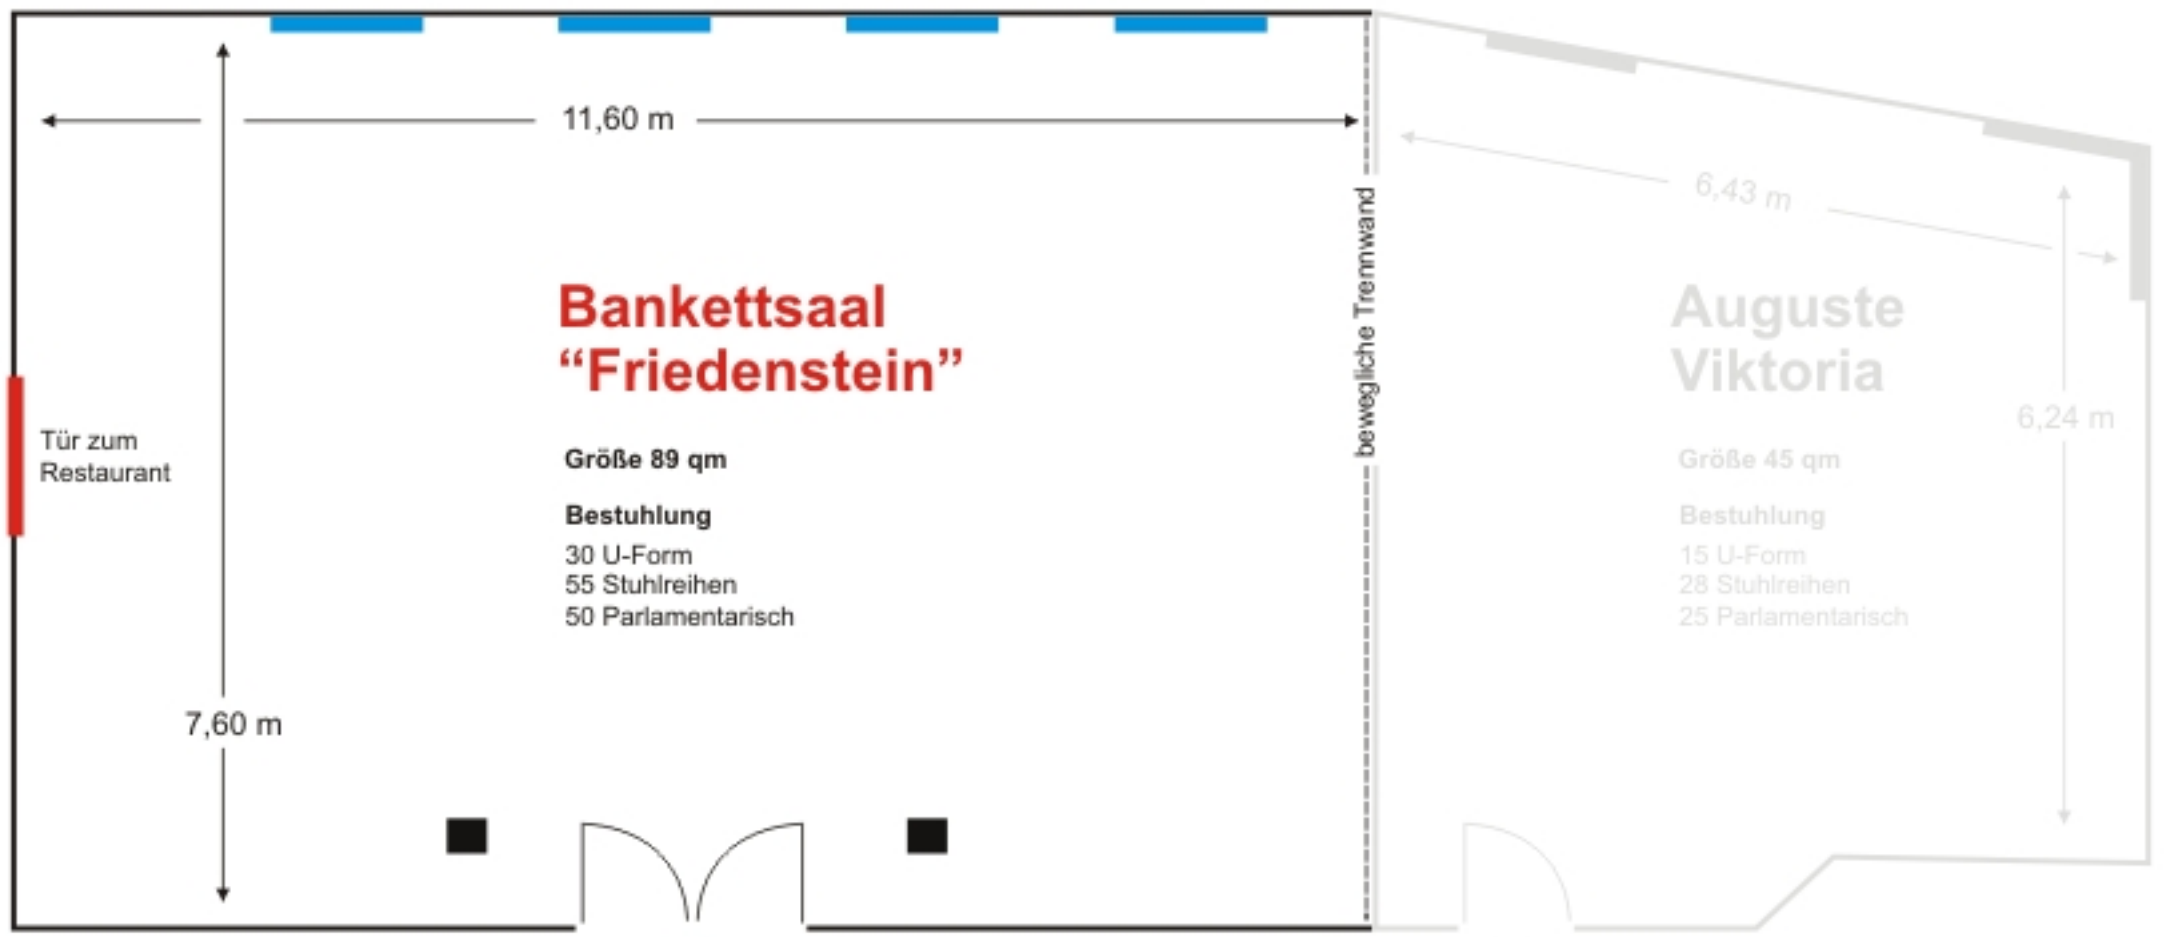 11,60 m
6,43 m
bewegliche Trennwand
Bankettsaal
“Friedenstein”
Auguste
Viktoria
6,24 m
Tür zum
Restaurant
Größe 89 qm
Bestuhlung
30 U-Form
55 Stuhlreihen
50 Parlamentarisch
Größe 45 qm
Bestuhlung
15 U-Form
28 Stuhlreihen
25 Parlamentarisch
7,60 m